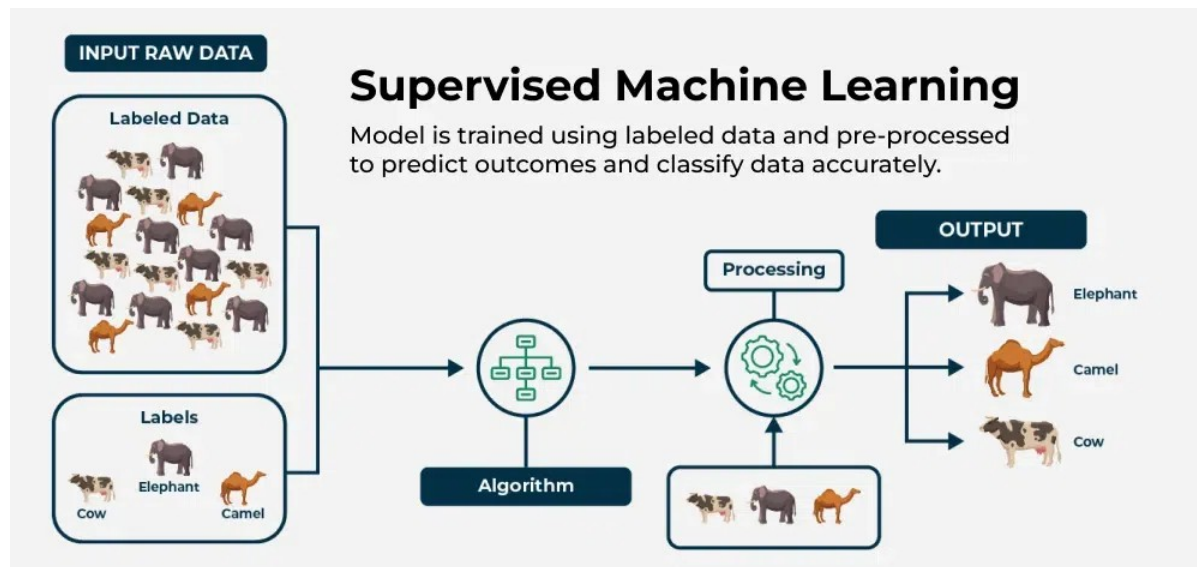 INPUT RAW DATA
Labeled Data
Supervised Machine Learning
Model is trained using labeled data and pre-processed
to predict outcomes and classify data accurately.
Labels
Elephant
Cow
Camel
Algorithm
Processing
OUTPUT
Elephant
Camel
Cow